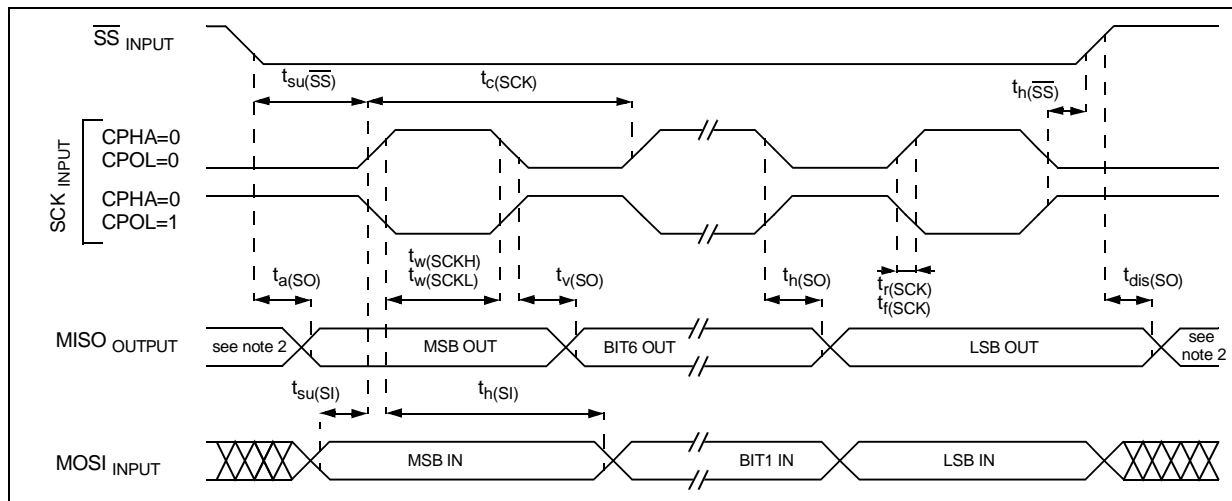 SS INPUT
tsu(SS)
tc(SCK)
th(SS)
SCK INPUT
CPHA=0
CPOL=0
CPHA=0
CPOL=1
ta(SO)
tw(SCKH)
tw(SCKL)
tv(SO)
th(SO)
tr(SCK)
tf(SCK)
tdis(SO)
MISO OUTPUT
see note 2
MSB OUT
BIT6 OUT
LSB OUT
see
note 2
tsu(SI)
th(SI)
MOSI INPUT
MSB IN
BIT1 IN
LSB IN